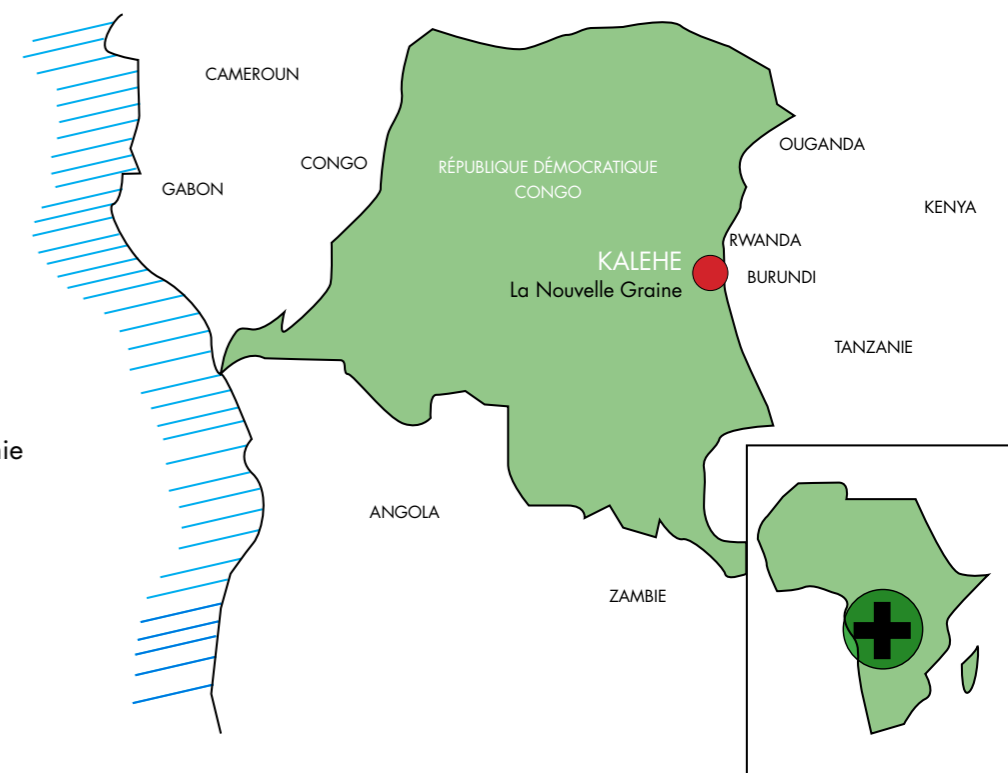 CAMEROUN
CONGO
GABON
RÉPUBLIQUE DÉMOCRATIQUE
CONGO
OUGANDA
KENYA
RWANDA
KALEHE
La Nouvelle Graine
BURUNDI
TANZANIE
ie
ANGOLA
ZAMBIE